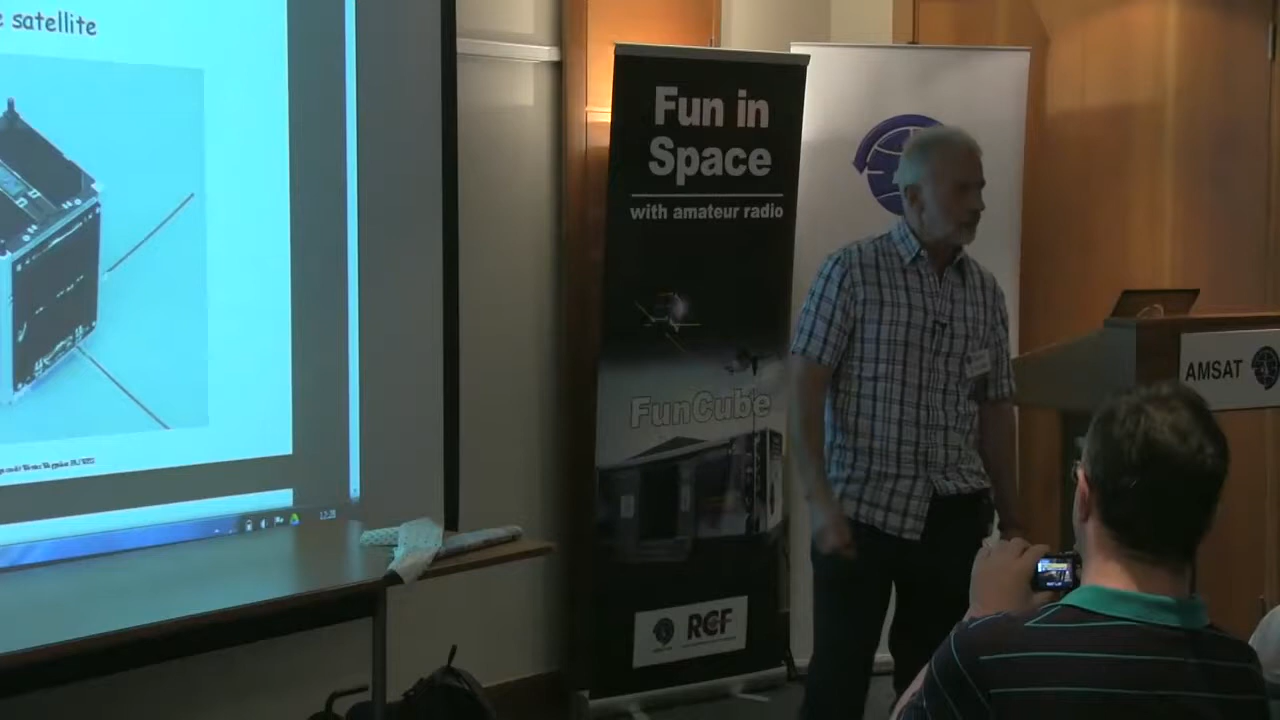 satellite
Fun in
Space
with amateur radio
FunCube
RCF
AMSAT